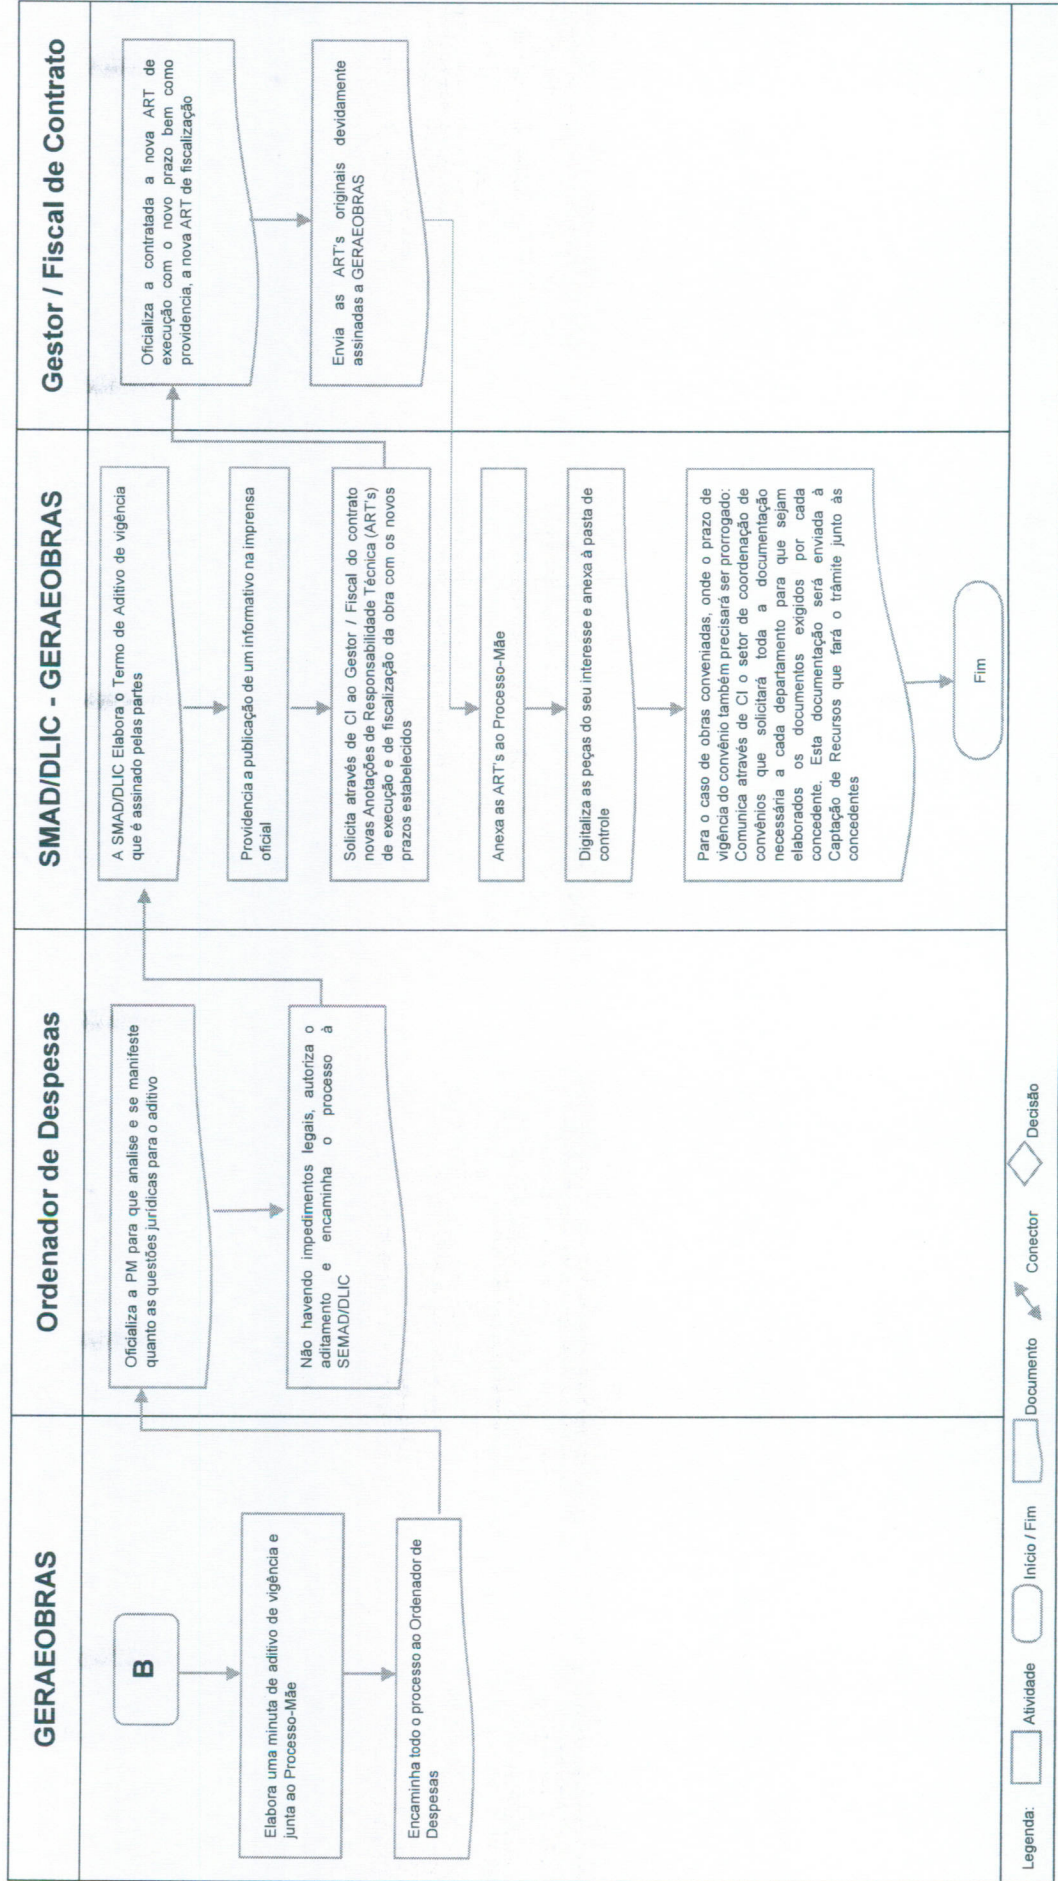 GERAEOBRAS
Ordenador de Despesas
SMAD/DLIC - GERAEOBRAS
Gestor / Fiscal de Contrato
B
Elabora uma minuta de aditivo de vigência e
junta ao Processo-Mãe
Encaminha todo o processo ao Ordenador de
Despesas
Oficializa a PM para que analise e se manifeste
quanto as questões jurídicas para o aditivo
Não havendo impedimentos legais, autoriza o
aditamento e encaminha o processo à
SEMAD/DLIC
A SMAD/DLIC Elabora o Termo de Aditivo de vigência
que é assinado pelas partes
Providencia a publicação de um informativo na imprensa
oficial
Solicita através de CI ao Gestor / Fiscal do contrato
novas Anotações de Responsabilidade Técnica (ART's)
de execução e de fiscalização da obra com os novos
prazos estabelecidos
Oficializa a contratada a nova ART de
execução com o novo prazo bem como
providencia, a nova ART de fiscalização
Envia as ART's originais devidamente
assinadas a GERAEOBRAS
Anexa as ART's ao Processo-Mãe
Digitaliza as peças do seu interesse e anexa à pasta de
controle
Para o caso de obras conveniadas, onde o prazo de
vigência do convênio também precisará ser prorrogado:
Comunica através de CI o setor de coordenação de
convênios que solicitará toda a documentação
necessária a cada departamento para que sejam
elaborados os documentos exigidos por cada
concedente. Esta documentação será enviada à
Captação de Recursos que fará o trâmite junto às
concedentes
Fim
Legenda:
Atividade
Inicio / Fim
Documento
Conector
Decisão